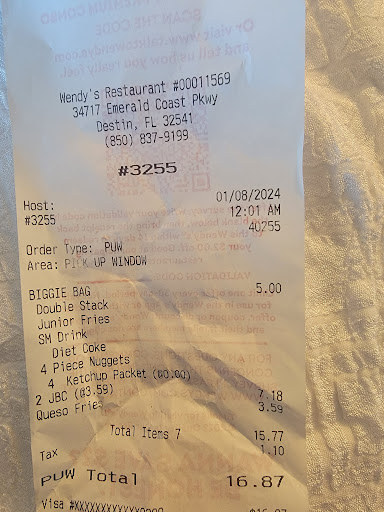 Wendy's Restaurant #00011569
34717 Emerald Coast Pkwy
Destin, FL 32541
(850) 837-9199
#3255
Host: 01/08/2024
#3255 12:01 AM
40255
Order Type: PUW
Area: PICK UP WINDOW
BIGGIE BAG 5.00
Double Stack
Junior Fries
SM Drink
Diet Coke
4 Piece Nuggets
4 Ketchup Packet (@0.00)
2 JBC (@3.59) 7.18
Queso Fries 3.59
Total Items 7 15.77
Tax 1.10
PUW Total 16.87
Visa